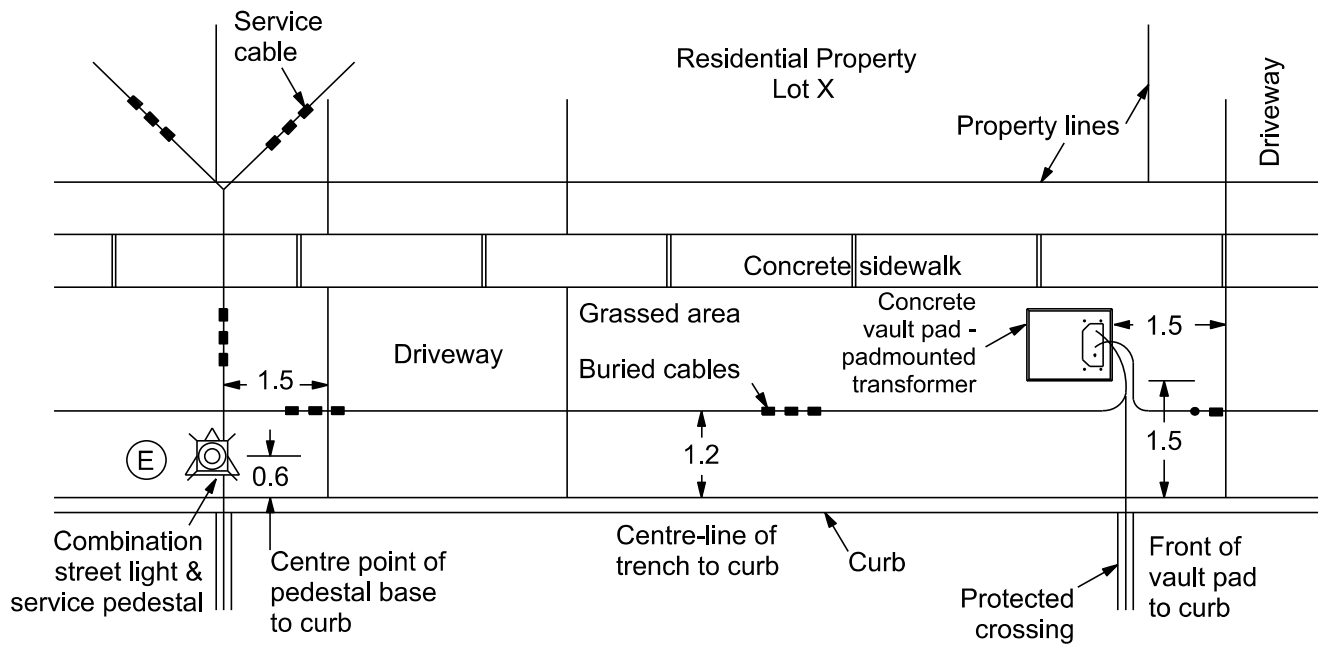 Service
cable
Residential Property
Lot X
Property lines
Driveway
Concrete sidewalk
Grassed area
Concrete
vault pad -
padmounted
transformer
1.5
Driveway
Buried cables
1.5
1.2
1.5
E
0.6
Combination
street light &
service pedestal
Centre point of
pedestal base
to curb
Centre-line of
trench to curb
Curb
Protected
crossing
Front of
vault pad
to curb